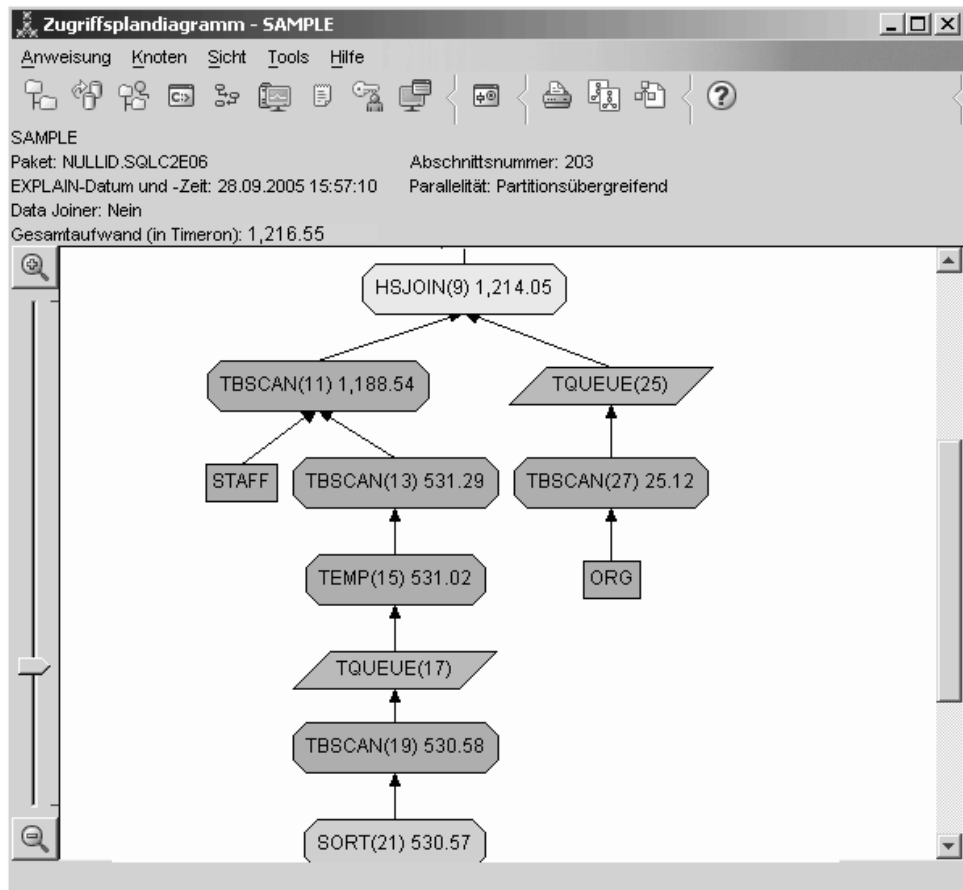 Zugriffsplandiagramm - SAMPLE
Anweisung Knoten Sicht Tools Hilfe
C:>
?
SAMPLE
Paket: NULLID.SQLC2E06 Abschnittsnummer: 203
EXPLAIN-Datum und -Zeit: 28.09.2005 15:57:10 Parallelität: Partitionsübergreifend
Data Joiner: Nein
Gesamtaufwand (in Timeron): 1,216.55
HSJOIN(9) 1,214.05
TBSCAN(11) 1,188.54 TQUEUE(25)
STAFF TBSCAN(13) 531.29 TBSCAN(27) 25.12
TEMP(15) 531.02 ORG
TQUEUE(17)
TBSCAN(19) 530.58
SORT(21) 530.57